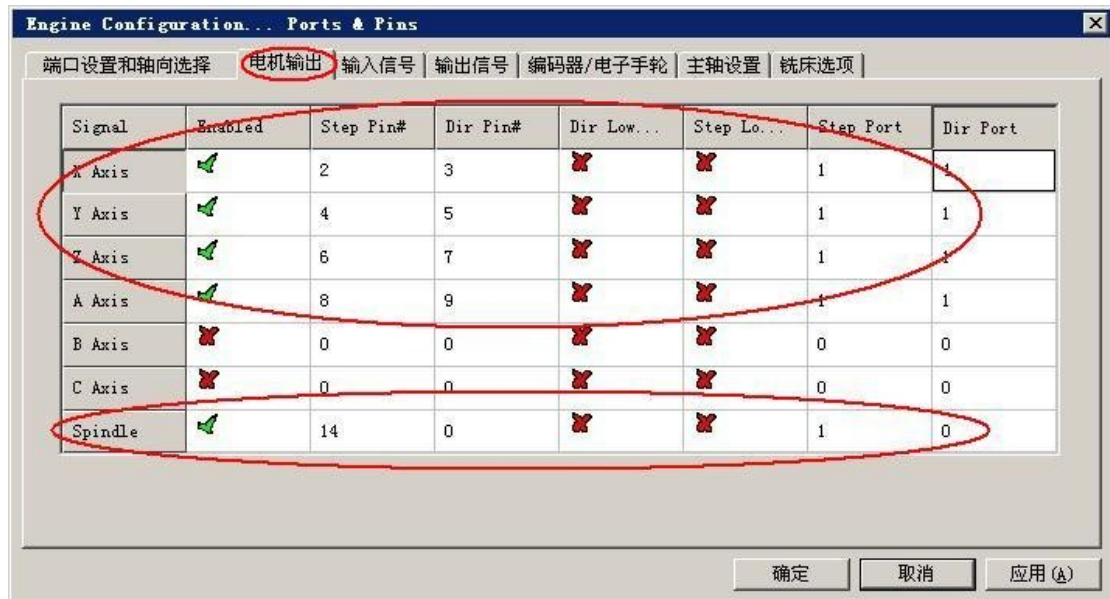 Engine Configuration... Ports & Pins
端口设置和轴向选择 电机输出 输入信号 输出信号 编码器/电子手轮 主轴设置 铣床选项
Signal Enabled Step Pin# Dir Pin# Dir Low... Step Lo... Step Port Dir Port
X Axis 2 3 1 1
Y Axis 4 5 1 1
Z Axis 6 7 1 1
A Axis 8 9 1 1
B Axis 0 0 0 0
C Axis 0 0 0 0
Spindle 14 0 1 0
确定 取消 应用(A)